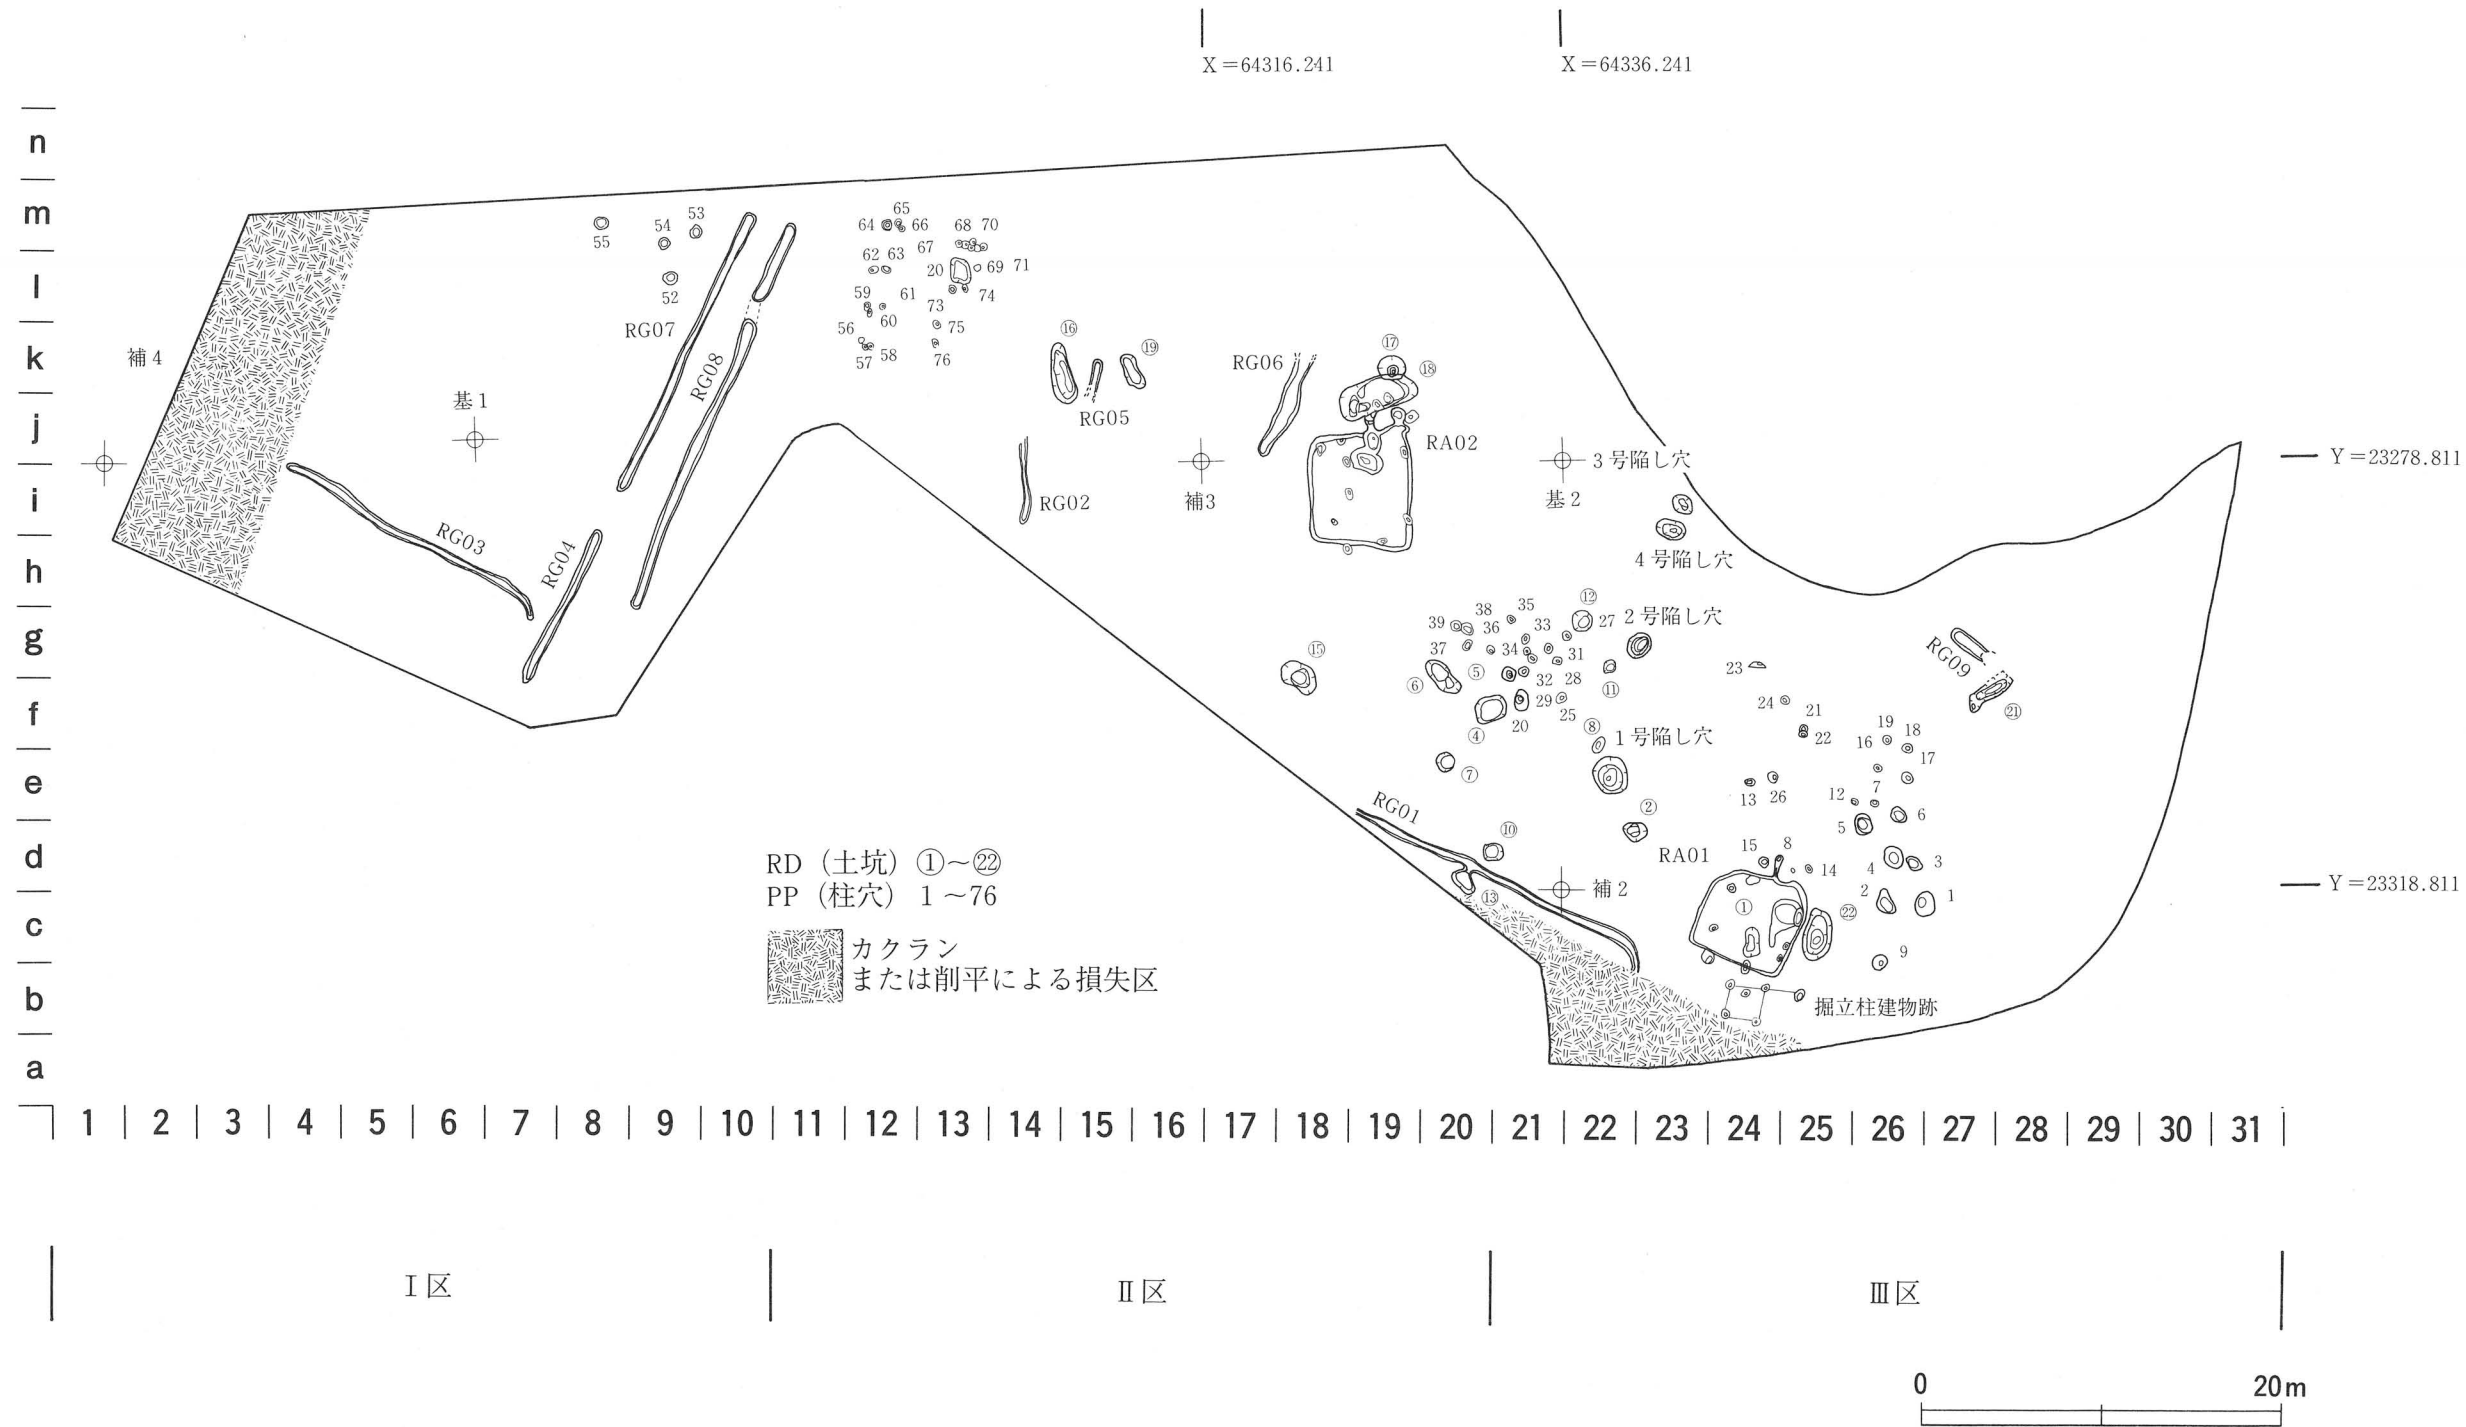 X=64316.241
X=64336.241
n
m
l
k
j
i
h
g
f
e
d
c
b
a
補4
基1
55
54
53
52
RG07
RG08
RG03
RG04
64
65
66
67
68
70
62
63
20
69
71
59
61
73
74
60
56
75
57
58
76
⑯
⑲
RG05
RG02
補3
RG06
⑰
⑱
RA02
3号陥し穴
基2
4号陥し穴
Y=23278.811
⑮
39
38
35
⑫
36
33
27
2号陥し穴
37
34
31
⑤
⑥
32
28
⑪
29
25
④
20
⑧
1号陥し穴
⑦
②
23
24
21
22
19
18
16
17
13
26
12
7
5
6
RG09
㉑
RG01
⑩
⑬
補2
RA01
15
8
14
4
3
①
㉒
2
1
9
掘立柱建物跡
Y=23318.811
RD（土坑）①～㉒
PP（柱穴）1～76
カクラン
または削平による損失区
1 2 3 4 5 6 7 8 9 10 11 12 13 14 15 16 17 18 19 20 21 22 23 24 25 26 27 28 29 30 31
Ⅰ区
Ⅱ区
Ⅲ区
0
20m